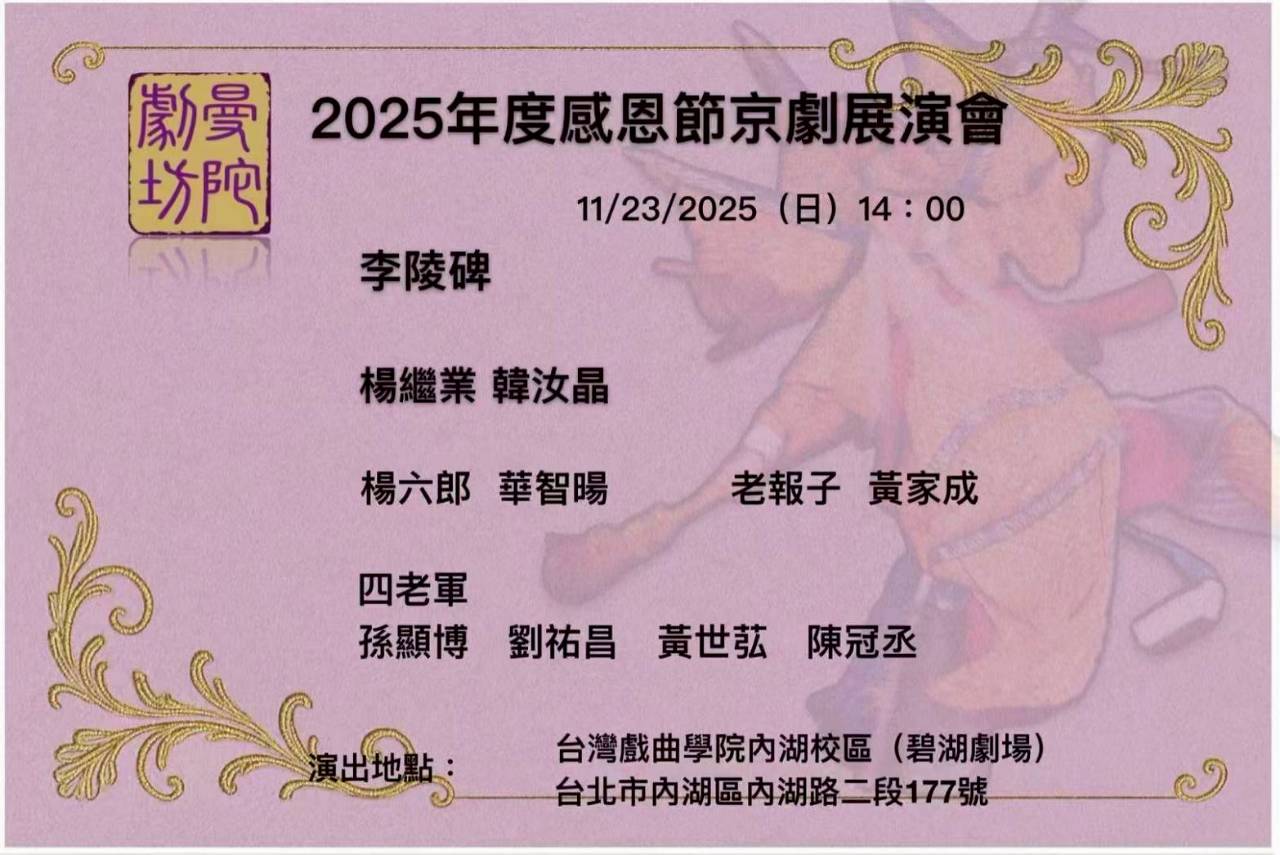 曼陀劇坊
2025年度感恩節京劇展演會
11/23/2025（日）14：00
李陵碑
楊繼業 韓汝晶
楊六郎 華智暘 老報子 黃家成
四老軍
孫顯博 劉祐昌 黃世苰 陳冠丞
演出地點：
台灣戲曲學院內湖校區（碧湖劇場）
台北市內湖區內湖路二段177號